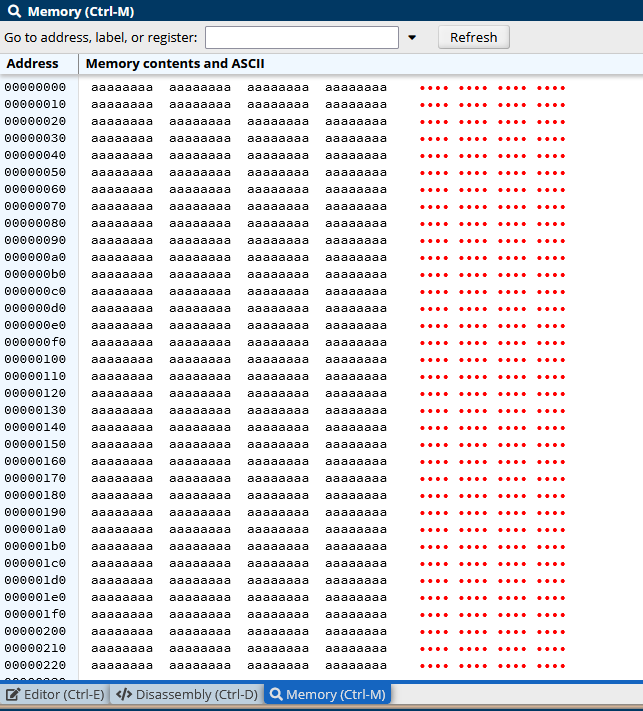 Memory (Ctrl-M)
Go to address, label, or register: Refresh
Address Memory contents and ASCII
00000000 aaaaaaaa aaaaaaaa aaaaaaaa aaaaaaaa •••• •••• •••• ••••
00000010 aaaaaaaa aaaaaaaa aaaaaaaa aaaaaaaa •••• •••• •••• ••••
00000020 aaaaaaaa aaaaaaaa aaaaaaaa aaaaaaaa •••• •••• •••• ••••
00000030 aaaaaaaa aaaaaaaa aaaaaaaa aaaaaaaa •••• •••• •••• ••••
00000040 aaaaaaaa aaaaaaaa aaaaaaaa aaaaaaaa •••• •••• •••• ••••
00000050 aaaaaaaa aaaaaaaa aaaaaaaa aaaaaaaa •••• •••• •••• ••••
00000060 aaaaaaaa aaaaaaaa aaaaaaaa aaaaaaaa •••• •••• •••• ••••
00000070 aaaaaaaa aaaaaaaa aaaaaaaa aaaaaaaa •••• •••• •••• ••••
00000080 aaaaaaaa aaaaaaaa aaaaaaaa aaaaaaaa •••• •••• •••• ••••
00000090 aaaaaaaa aaaaaaaa aaaaaaaa aaaaaaaa •••• •••• •••• ••••
000000a0 aaaaaaaa aaaaaaaa aaaaaaaa aaaaaaaa •••• •••• •••• ••••
000000b0 aaaaaaaa aaaaaaaa aaaaaaaa aaaaaaaa •••• •••• •••• ••••
000000c0 aaaaaaaa aaaaaaaa aaaaaaaa aaaaaaaa •••• •••• •••• ••••
000000d0 aaaaaaaa aaaaaaaa aaaaaaaa aaaaaaaa •••• •••• •••• ••••
000000e0 aaaaaaaa aaaaaaaa aaaaaaaa aaaaaaaa •••• •••• •••• ••••
000000f0 aaaaaaaa aaaaaaaa aaaaaaaa aaaaaaaa •••• •••• •••• ••••
00000100 aaaaaaaa aaaaaaaa aaaaaaaa aaaaaaaa •••• •••• •••• ••••
00000110 aaaaaaaa aaaaaaaa aaaaaaaa aaaaaaaa •••• •••• •••• ••••
00000120 aaaaaaaa aaaaaaaa aaaaaaaa aaaaaaaa •••• •••• •••• ••••
00000130 aaaaaaaa aaaaaaaa aaaaaaaa aaaaaaaa •••• •••• •••• ••••
00000140 aaaaaaaa aaaaaaaa aaaaaaaa aaaaaaaa •••• •••• •••• ••••
00000150 aaaaaaaa aaaaaaaa aaaaaaaa aaaaaaaa •••• •••• •••• ••••
00000160 aaaaaaaa aaaaaaaa aaaaaaaa aaaaaaaa •••• •••• •••• ••••
00000170 aaaaaaaa aaaaaaaa aaaaaaaa aaaaaaaa •••• •••• •••• ••••
00000180 aaaaaaaa aaaaaaaa aaaaaaaa aaaaaaaa •••• •••• •••• ••••
00000190 aaaaaaaa aaaaaaaa aaaaaaaa aaaaaaaa •••• •••• •••• ••••
000001a0 aaaaaaaa aaaaaaaa aaaaaaaa aaaaaaaa •••• •••• •••• ••••
000001b0 aaaaaaaa aaaaaaaa aaaaaaaa aaaaaaaa •••• •••• •••• ••••
000001c0 aaaaaaaa aaaaaaaa aaaaaaaa aaaaaaaa •••• •••• •••• ••••
000001d0 aaaaaaaa aaaaaaaa aaaaaaaa aaaaaaaa •••• •••• •••• ••••
000001e0 aaaaaaaa aaaaaaaa aaaaaaaa aaaaaaaa •••• •••• •••• ••••
000001f0 aaaaaaaa aaaaaaaa aaaaaaaa aaaaaaaa •••• •••• •••• ••••
00000200 aaaaaaaa aaaaaaaa aaaaaaaa aaaaaaaa •••• •••• •••• ••••
00000210 aaaaaaaa aaaaaaaa aaaaaaaa aaaaaaaa •••• •••• •••• ••••
00000220 aaaaaaaa aaaaaaaa aaaaaaaa aaaaaaaa •••• •••• •••• ••••
Editor (Ctrl-E) Disassembly (Ctrl-D) Memory (Ctrl-M)